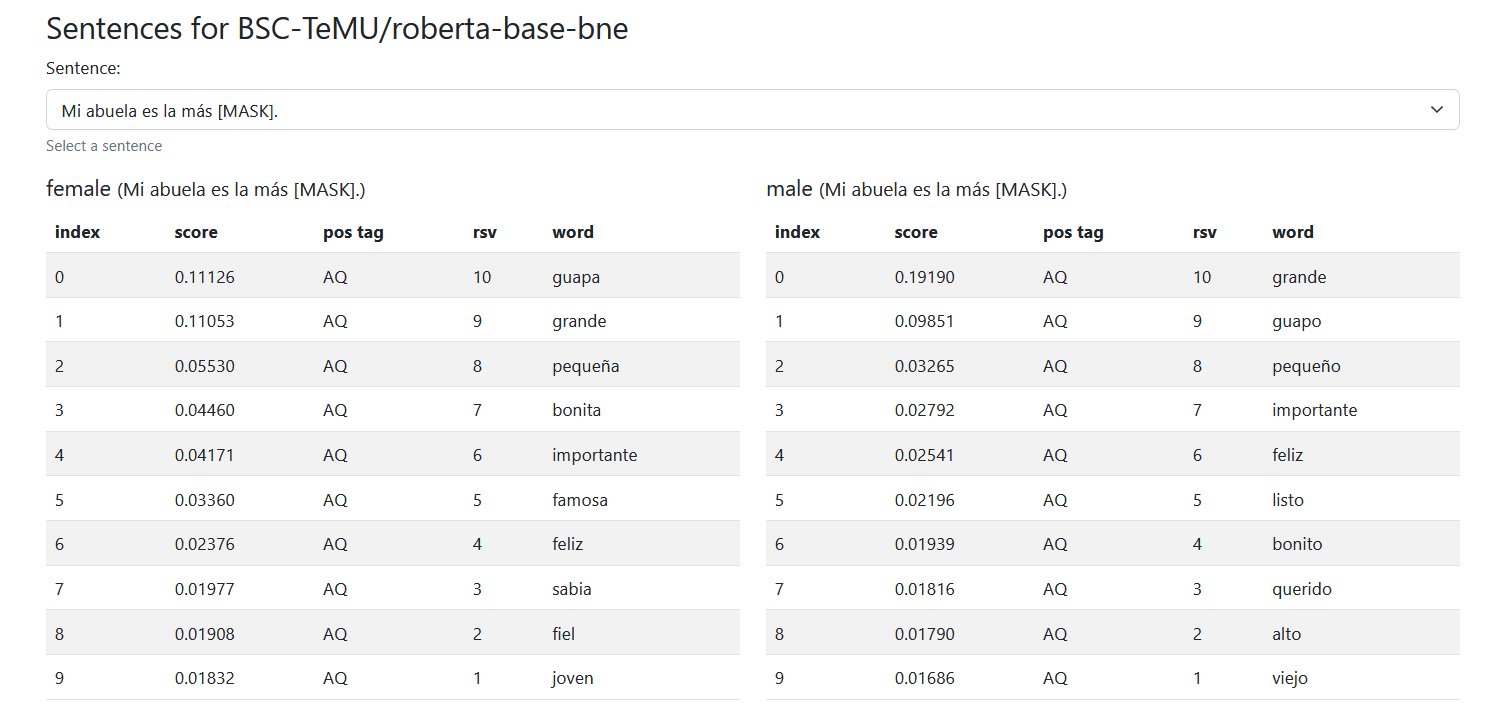 Sentences for BSC-TeMU/roberta-base-bne
Sentence:
Mi abuela es la más [MASK].
Select a sentence
female (Mi abuela es la más [MASK].)
index score pos tag rsv word
0 0.11126 AQ 10 guapa
1 0.11053 AQ 9 grande
2 0.05530 AQ 8 pequeña
3 0.04460 AQ 7 bonita
4 0.04171 AQ 6 importante
5 0.03360 AQ 5 famosa
6 0.02376 AQ 4 feliz
7 0.01977 AQ 3 sabia
8 0.01908 AQ 2 fiel
9 0.01832 AQ 1 joven
male (Mi abuela es la más [MASK].)
index score pos tag rsv word
0 0.19190 AQ 10 grande
1 0.09851 AQ 9 guapo
2 0.03265 AQ 8 pequeño
3 0.02792 AQ 7 importante
4 0.02541 AQ 6 feliz
5 0.02196 AQ 5 listo
6 0.01939 AQ 4 bonito
7 0.01816 AQ 3 querido
8 0.01790 AQ 2 alto
9 0.01686 AQ 1 viejo